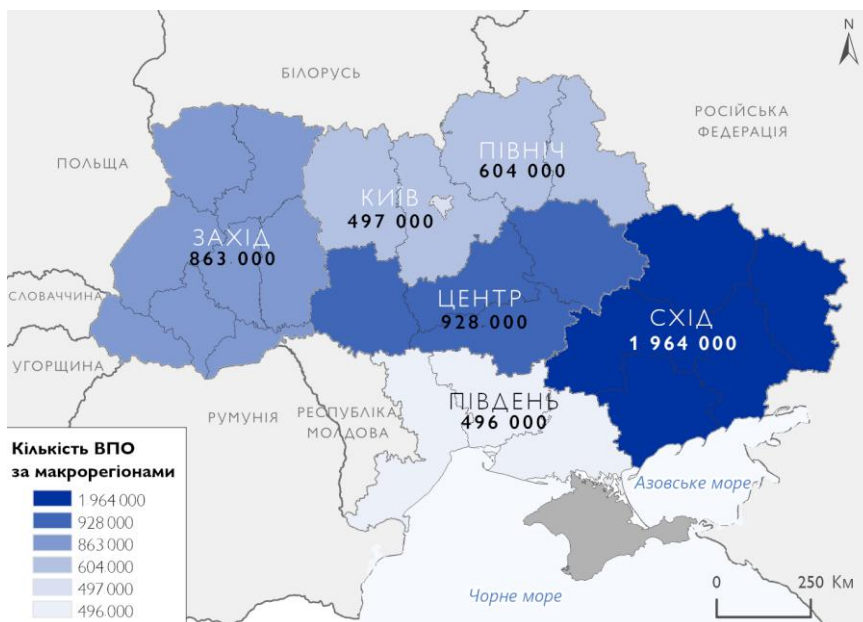 N
БІЛОРУСЬ
РОСІЙСЬКА
ФЕДЕРАЦІЯ
ПОЛЬЩА
ПІВНІЧ
604 000
КИЇВ
497 000
ЗАХІД
863 000
СЛОВАЧЧИНА
ЦЕНТР
928 000
СХІД
1 964 000
УГОРЩИНА
РУМУНІЯ
РЕСПУБЛІКА
МОЛДОВА
ПІВДЕНЬ
496 000
Азовське море
Чорне море
Кількість ВПО
за макрорегіонами
1 964 000
928 000
863 000
604 000
497 000
496 000
0 250 Км